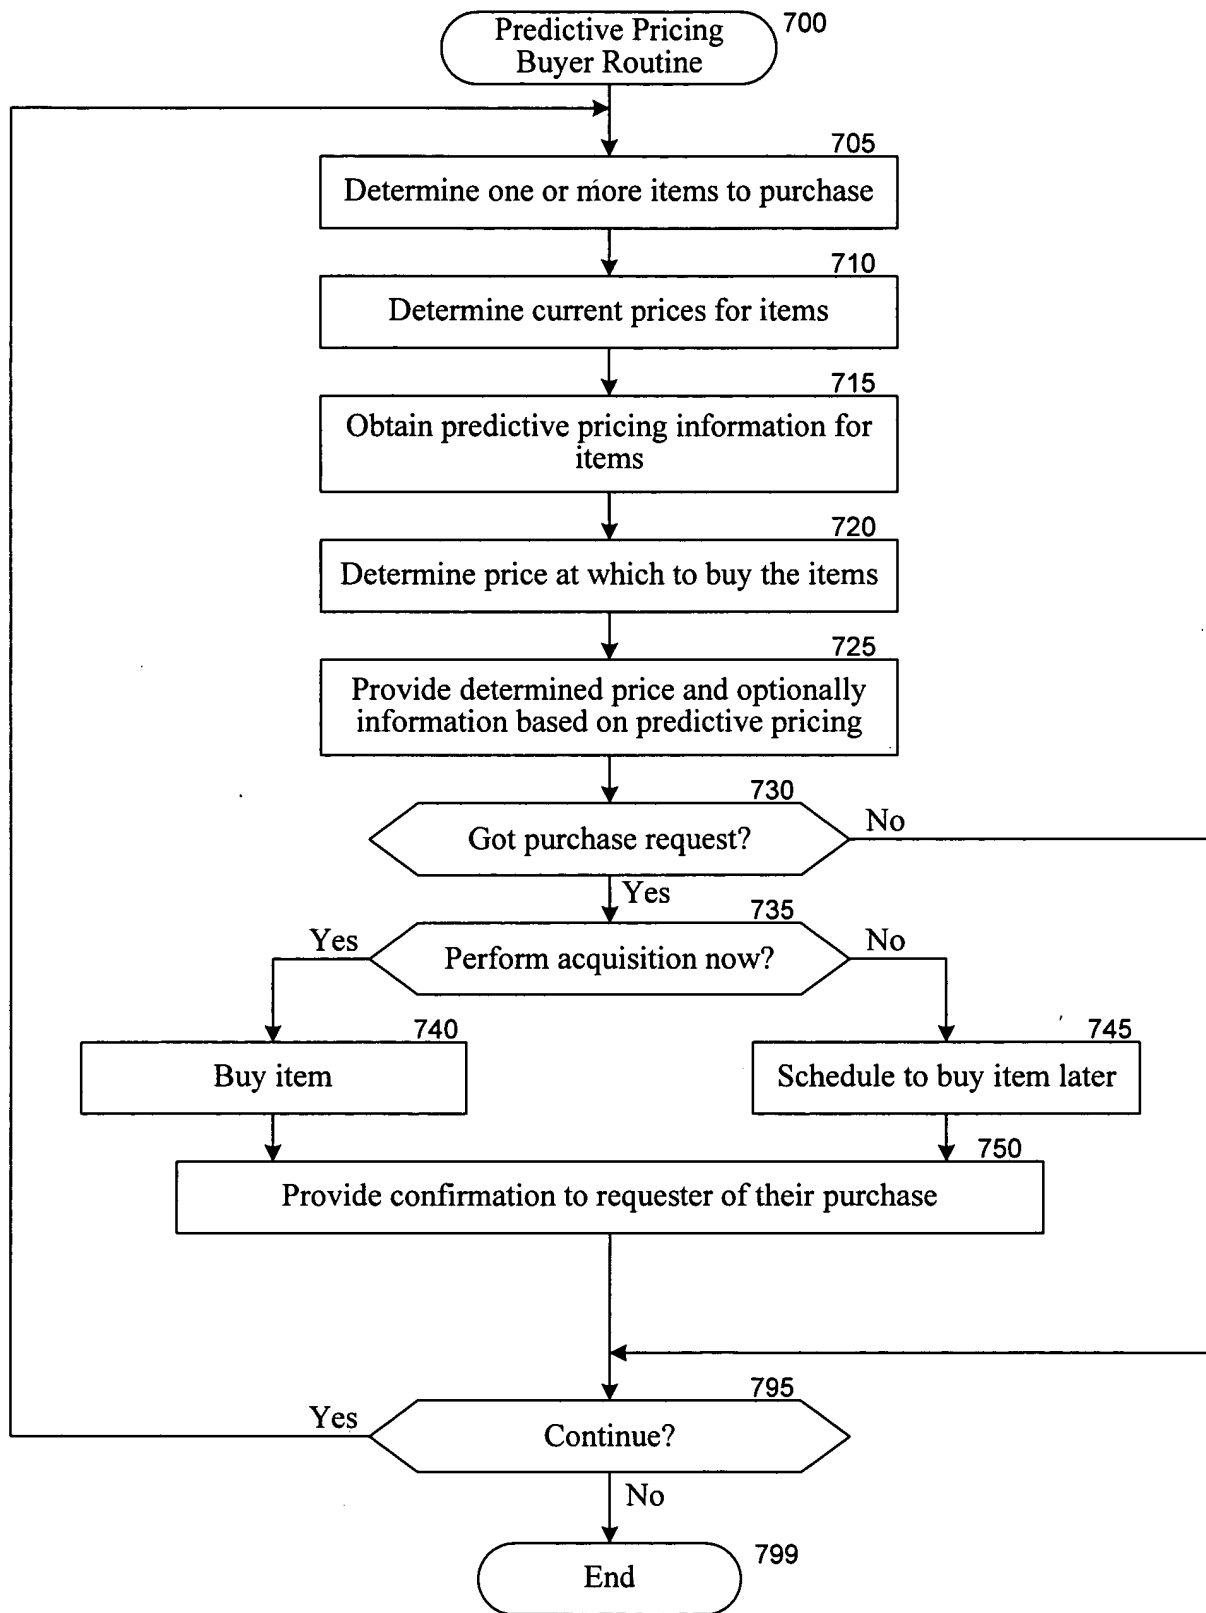 Predictive Pricing
Buyer Routine
700
705
Determine one or more items to purchase
710
Determine current prices for items
715
Obtain predictive pricing information for
items
720
Determine price at which to buy the items
725
Provide determined price and optionally
information based on predictive pricing
730
Got purchase request?
No
Yes
735
Yes
Perform acquisition now?
No
740
Buy item
745
Schedule to buy item later
750
Provide confirmation to requester of their purchase
795
Yes
Continue?
No
799
End